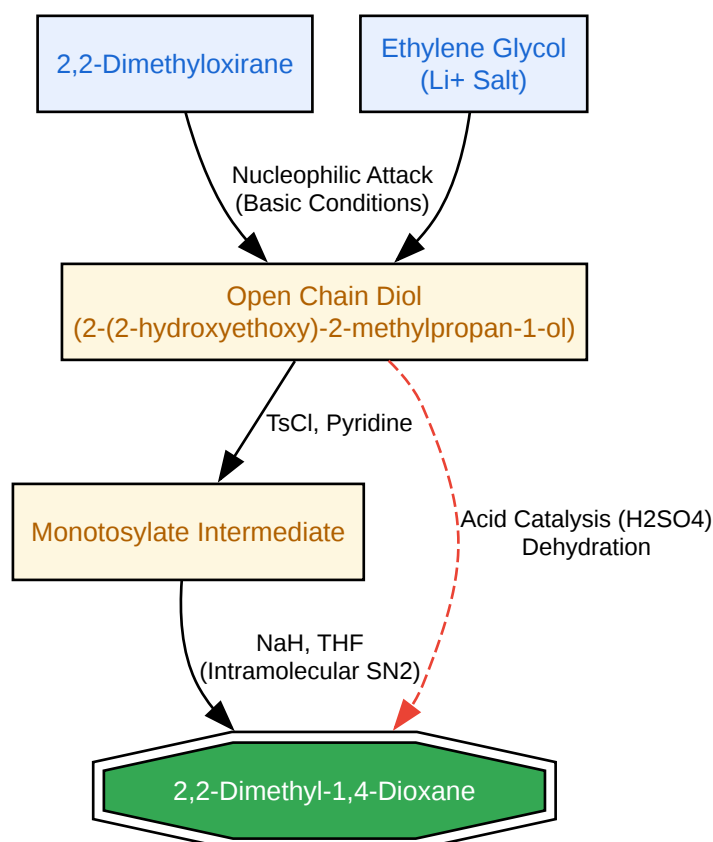 2,2-Dimethyloxirane
Ethylene Glycol
(Li+ Salt)
Nucleophilic Attack
(Basic Conditions)
Open Chain Diol
(2-(2-hydroxyethoxy)-2-methylpropan-1-ol)
TsCl, Pyridine
Monotosylate Intermediate
Acid Catalysis (H2SO4)
Dehydration
NaH, THF
(Intramolecular SN2)
2,2-Dimethyl-1,4-Dioxane